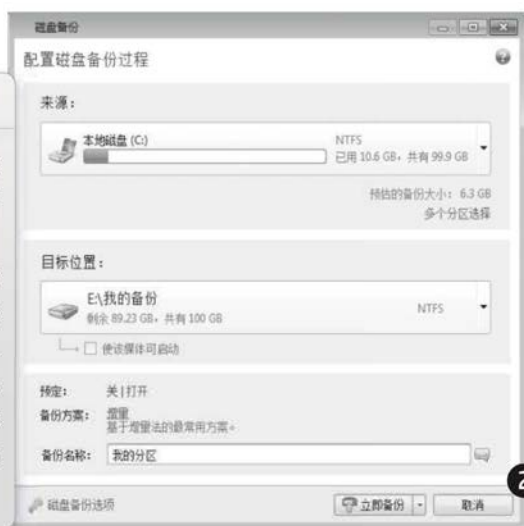 磁盘备份
配置磁盘备份过程
来源：
本地磁盘 (C:)
NTFS
已用 10.6 GB，共有 99.9 GB
预估的备份大小： 6.3 GB
多个分区选择
目标位置：
E:\我的备份
剩余 89.23 GB，共有 100 GB
NTFS
使该媒体可启动
预定： 关 | 打开
备份方案： 增量
基于增量法的最常用方案。
备份名称： 我的分区
磁盘备份选项
立即备份
取消
2